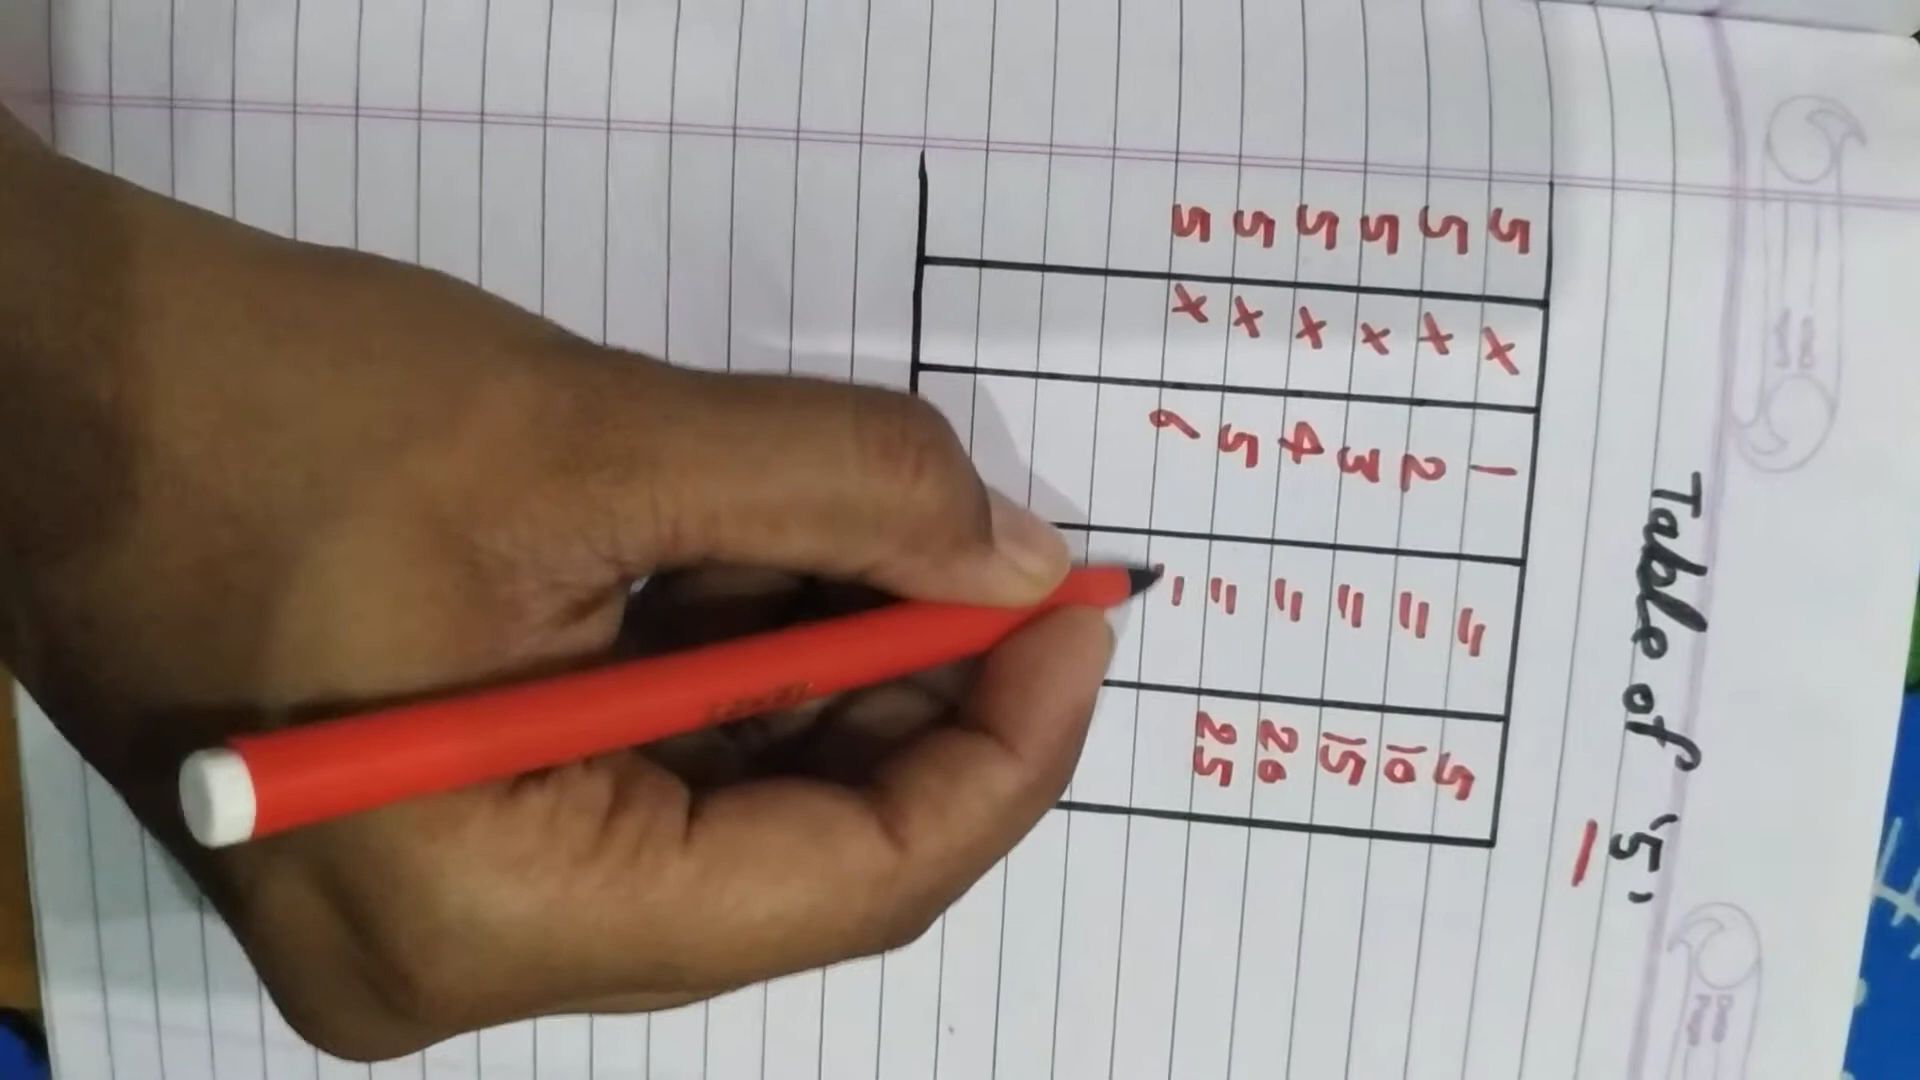 Table of '5'
5 × 1 = 5
5 × 2 = 10
5 × 3 = 15
5 × 4 = 20
5 × 5 = 25
5 × 6 =